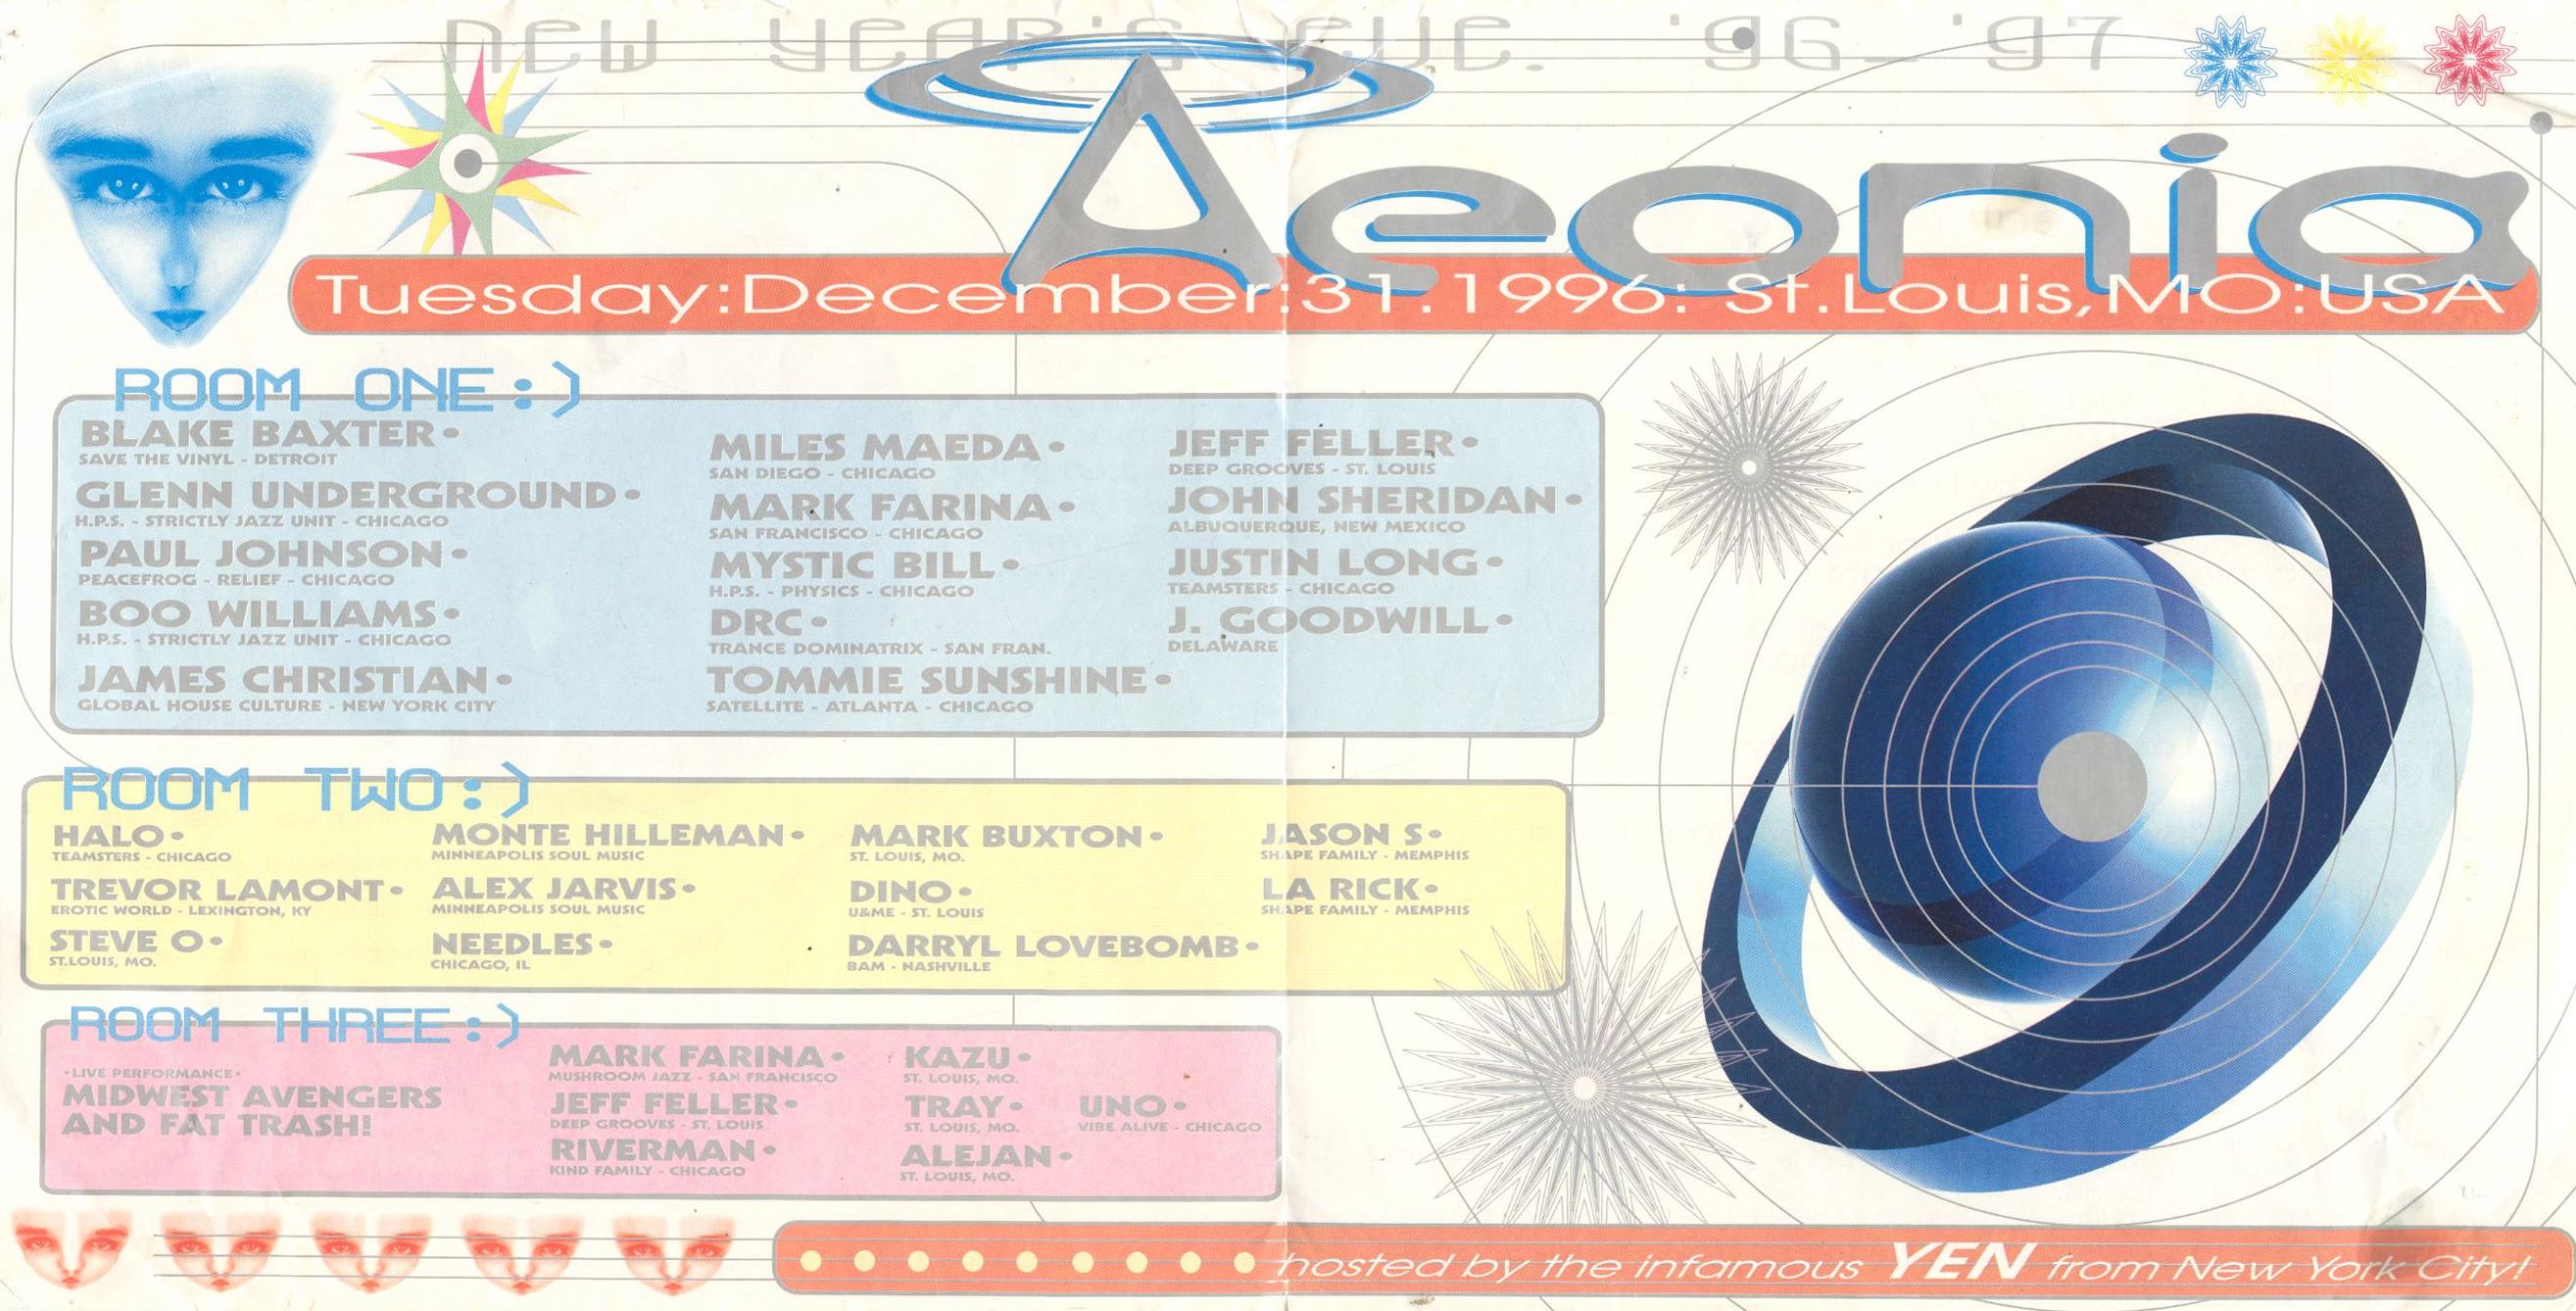 new year's eve. '96-'97
Aeonia
Tuesday:December:31.1996: St.Louis,MO:USA
ROOM ONE:)
BLAKE BAXTER•
SAVE THE VINYL - DETROIT
GLENN UNDERGROUND•
H.P.S. - STRICTLY JAZZ UNIT - CHICAGO
PAUL JOHNSON•
PEACEFROG - RELIEF - CHICAGO
BOO WILLIAMS•
H.P.S. - STRICTLY JAZZ UNIT - CHICAGO
JAMES CHRISTIAN•
GLOBAL HOUSE CULTURE - NEW YORK CITY
MILES MAEDA•
SAN DIEGO - CHICAGO
MARK FARINA•
SAN FRANCISCO - CHICAGO
MYSTIC BILL•
H.P.S. - PHYSICS - CHICAGO
DRC•
TRANCE DOMINATRIX - SAN FRAN.
TOMMIE SUNSHINE•
SATELLITE - ATLANTA - CHICAGO
JEFF FELLER•
DEEP GROOVES - ST. LOUIS
JOHN SHERIDAN•
ALBUQUERQUE, NEW MEXICO
JUSTIN LONG•
TEAMSTERS - CHICAGO
J. GOODWILL•
DELAWARE
ROOM TWO:)
HALO•
TEAMSTERS - CHICAGO
TREVOR LAMONT•
EROTIC WORLD - LEXINGTON, KY
STEVE O•
ST.LOUIS, MO.
MONTE HILLEMAN•
MINNEAPOLIS SOUL MUSIC
ALEX JARVIS•
MINNEAPOLIS SOUL MUSIC
NEEDLES•
CHICAGO, IL
MARK BUXTON•
ST. LOUIS, MO.
DINO•
U&ME - ST. LOUIS
DARRYL LOVEBOMB•
BAM - NASHVILLE
JASON S•
SHAPE FAMILY - MEMPHIS
LA RICK•
SHAPE FAMILY - MEMPHIS
ROOM THREE:)
•LIVE PERFORMANCE•
MIDWEST AVENGERS
AND FAT TRASH!
MARK FARINA•
MUSHROOM JAZZ - SAN FRANCISCO
JEFF FELLER•
DEEP GROOVES - ST. LOUIS
RIVERMAN•
KIND FAMILY - CHICAGO
KAZU•
ST. LOUIS, MO.
TRAY•
ST. LOUIS, MO.
ALEJAN•
ST. LOUIS, MO.
UNO•
VIBE ALIVE - CHICAGO
hosted by the infamous YEN from New York City!